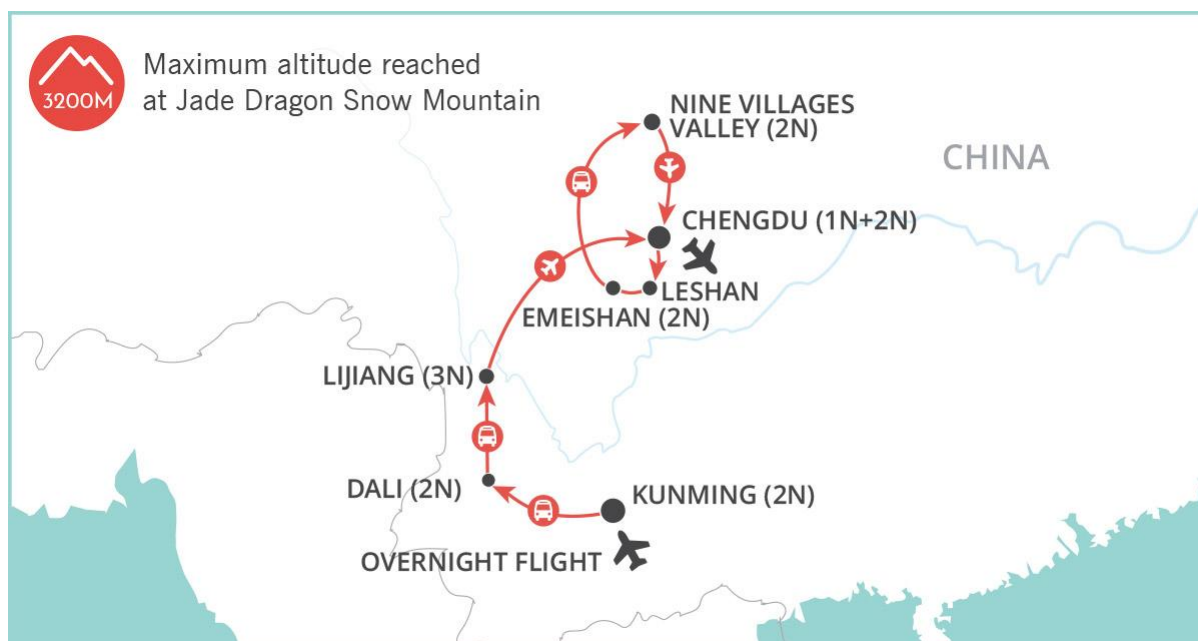 3200M
Maximum altitude reached
at Jade Dragon Snow Mountain
NINE VILLAGES
VALLEY (2N)
CHINA
CHENGDU (1N+2N)
LESHAN
EMEISHAN (2N)
LIJIANG (3N)
DALI (2N)
KUNMING (2N)
OVERNIGHT FLIGHT